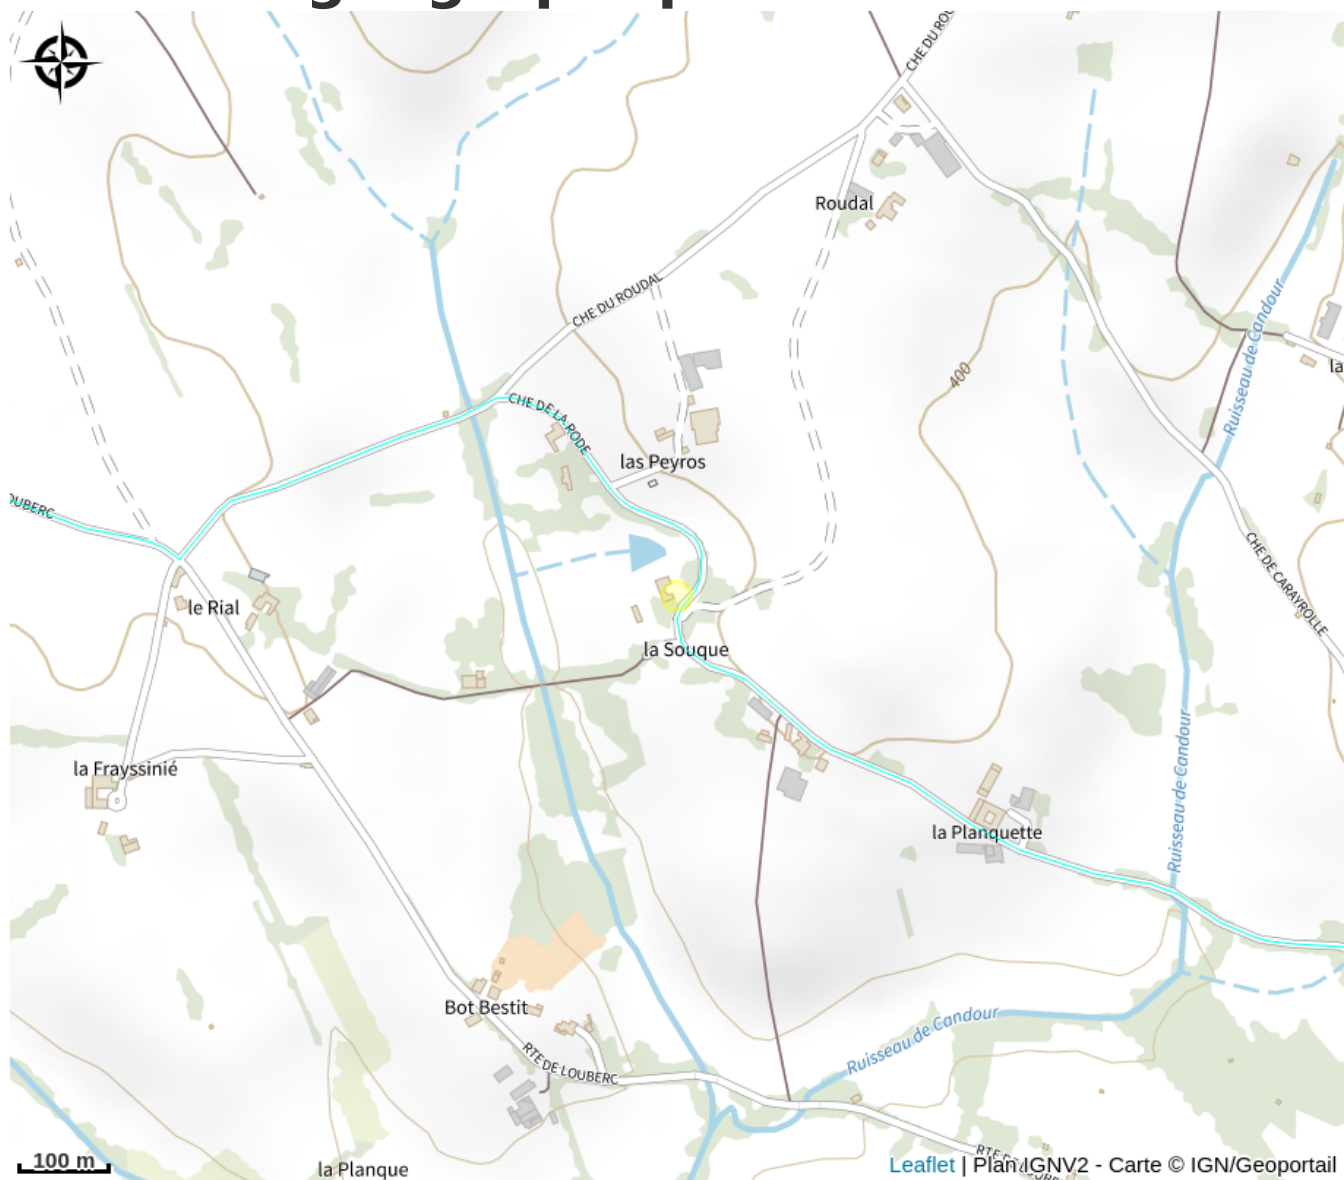 CHE DU ROU
Roudal
CHE DU ROUDAL
400
Ruisseau de Candour
la
CHE DE LA RODE
las Peyros
OUBERC
CHE DE CARAYROLLE
le Rial
la Souque
la Frayssinié
la Planquette
Ruisseau de Candour
Bot Bestit
Ruisseau de Candour
RTE DE LOUBERC
100 m
la Planque
Leaflet | Plan IGNV2 - Carte © IGN/Geoportail